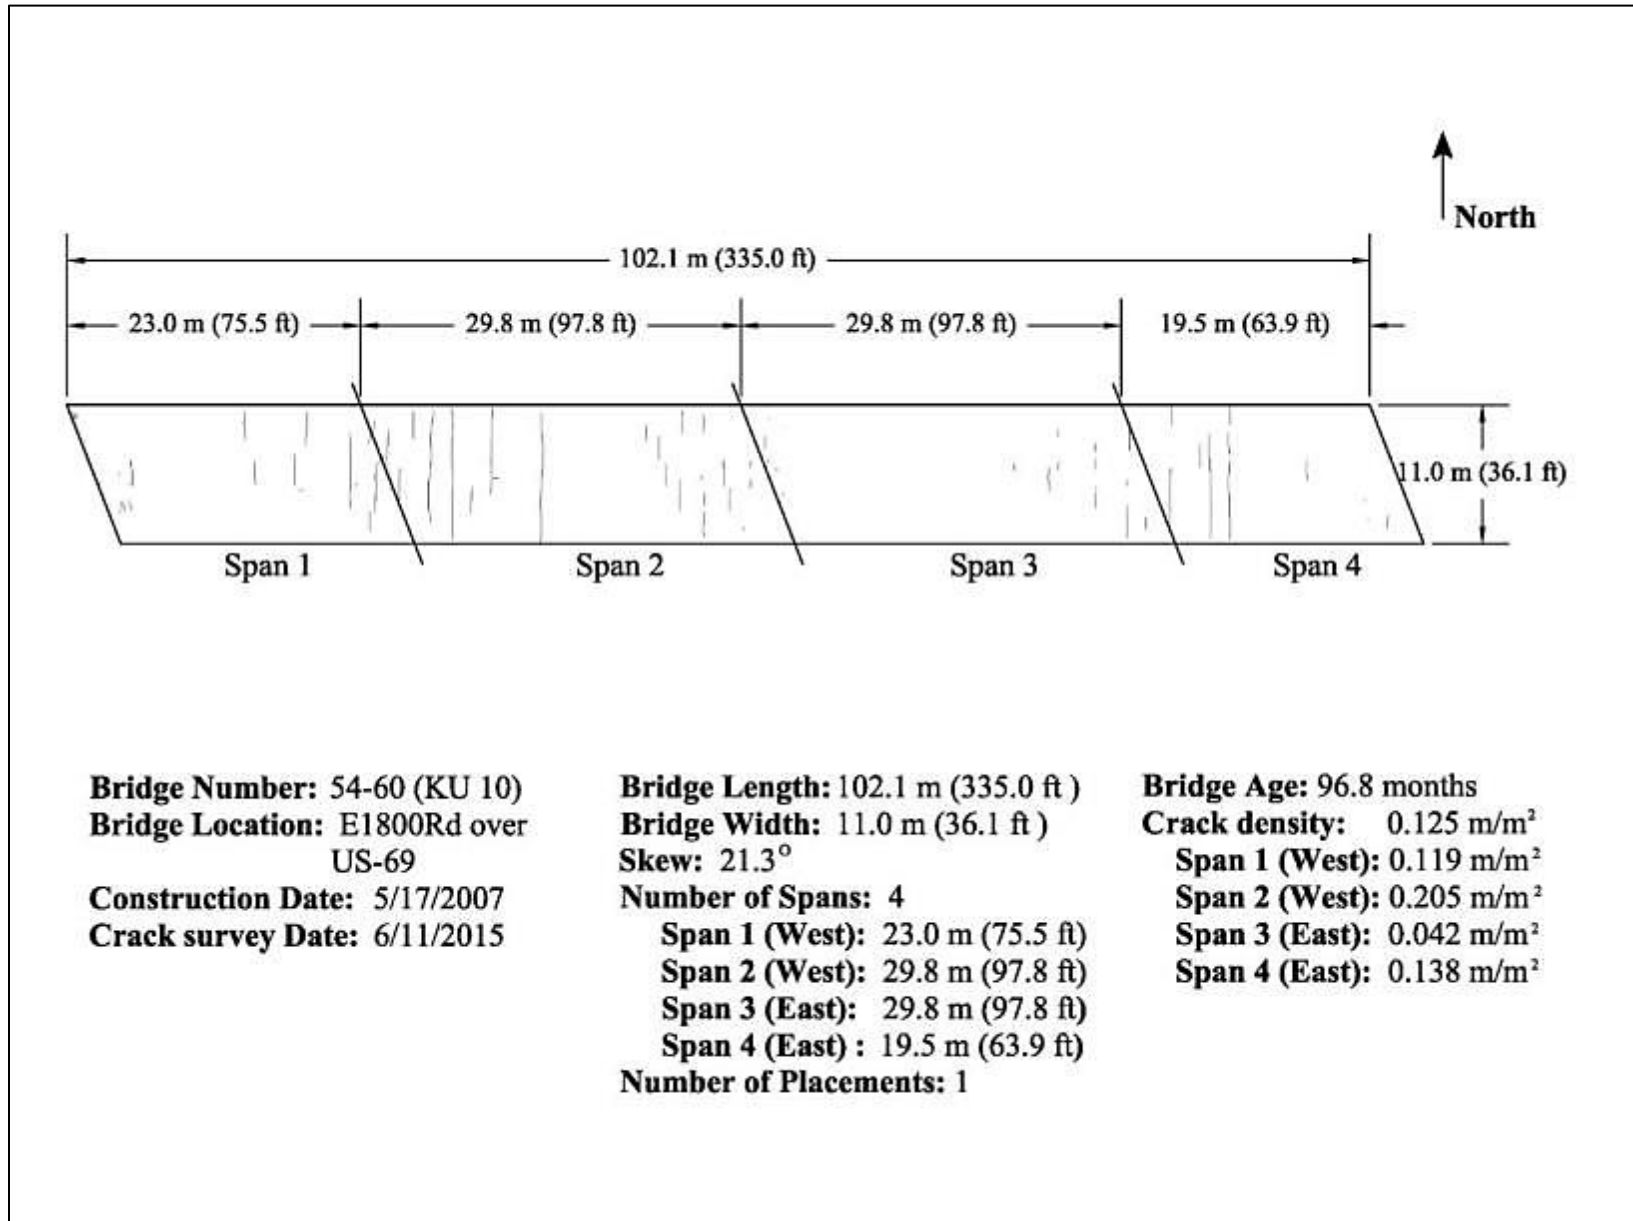 North
102.1 m (335.0 ft)
23.0 m (75.5 ft)
29.8 m (97.8 ft)
29.8 m (97.8 ft)
19.5 m (63.9 ft)
11.0 m (36.1 ft)
Span 1
Span 2
Span 3
Span 4
Bridge Number: 54-60 (KU 10)
Bridge Location: E1800Rd over
US-69
Construction Date: 5/17/2007
Crack survey Date: 6/11/2015
Bridge Length: 102.1 m (335.0 ft )
Bridge Width: 11.0 m (36.1 ft )
Skew: 21.3°
Number of Spans: 4
Span 1 (West): 23.0 m (75.5 ft)
Span 2 (West): 29.8 m (97.8 ft)
Span 3 (East): 29.8 m (97.8 ft)
Span 4 (East) : 19.5 m (63.9 ft)
Number of Placements: 1
Bridge Age: 96.8 months
Crack density: 0.125 m/m²
Span 1 (West): 0.119 m/m²
Span 2 (West): 0.205 m/m²
Span 3 (East): 0.042 m/m²
Span 4 (East): 0.138 m/m²